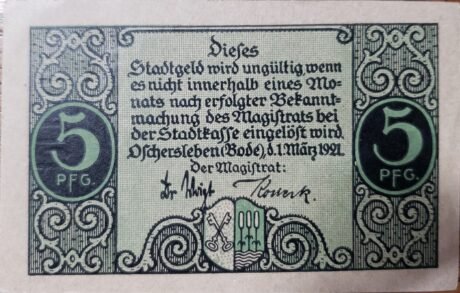 Dieses
Stadtgeld wird ungültig, wenn
es nicht innerhalb eines Mo-
nats nach erfolgter Bekannt-
machung des Magistrats bei
der Stadtkasse eingelöst wird.
Oschersleben (Bode), d. 1. März 1921.
Der Magistrat:
5
PFG.
5
PFG.